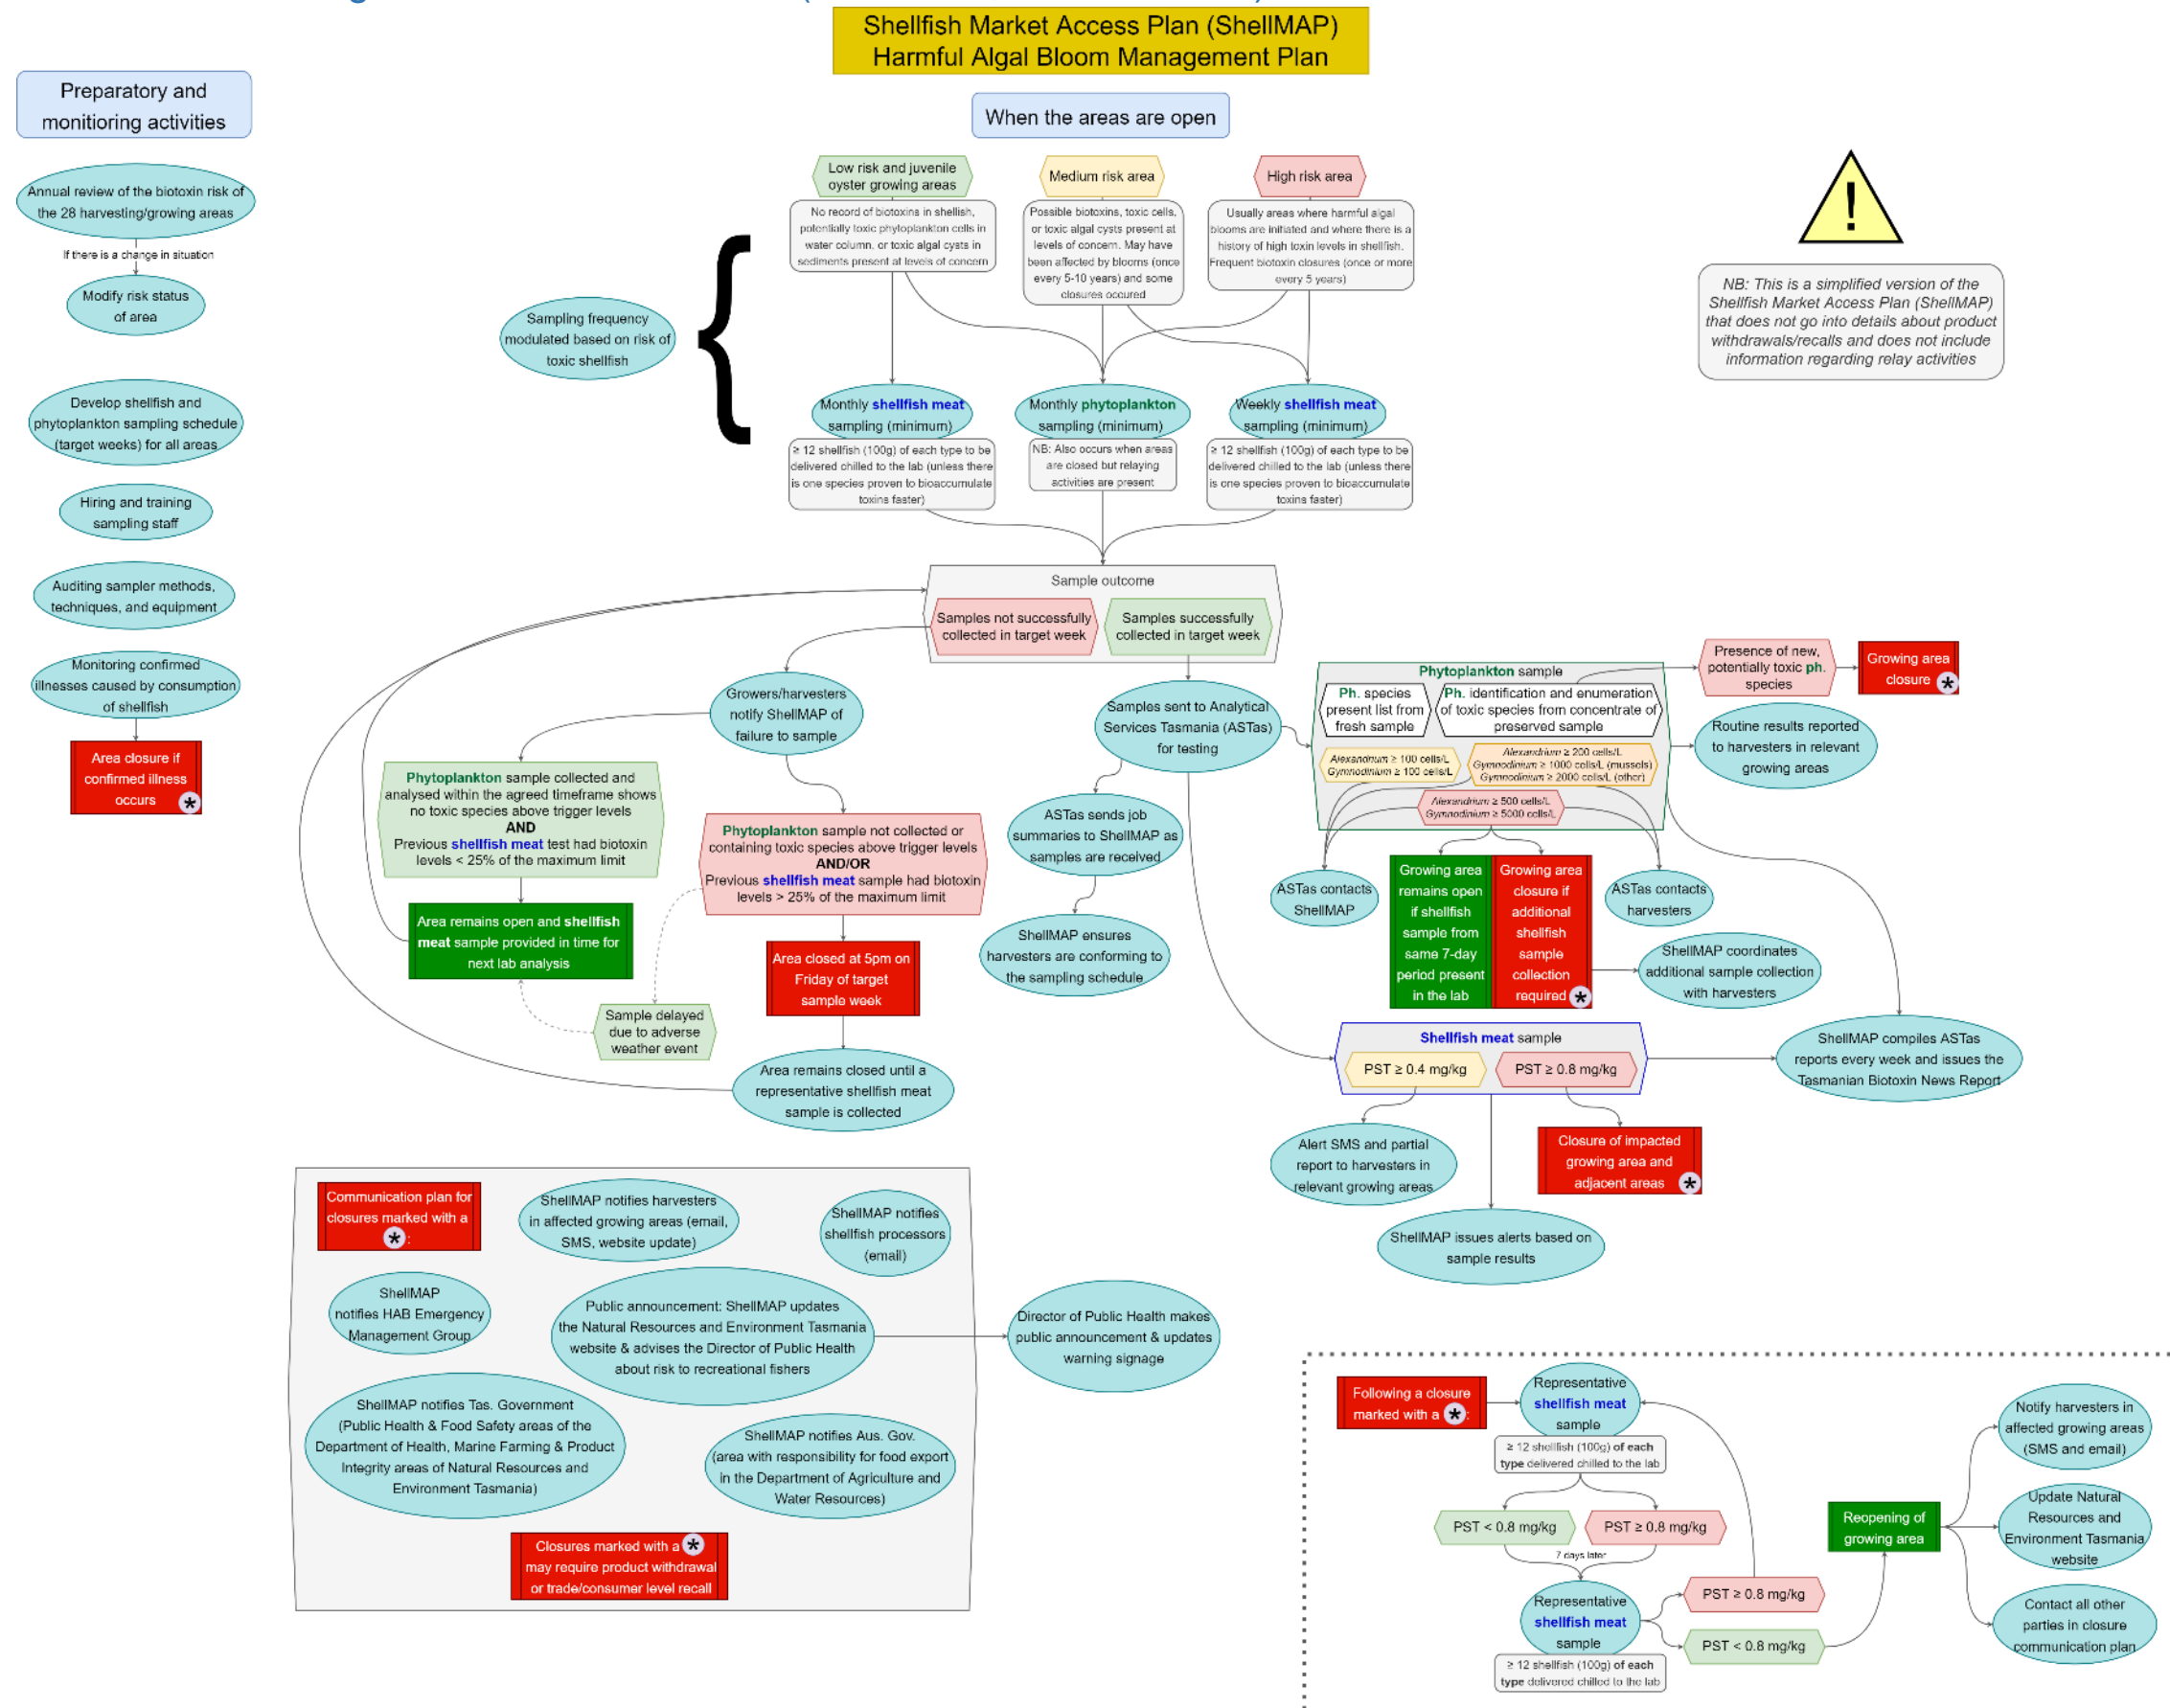 Shellfish Market Access Plan (ShellMAP)
Harmful Algal Bloom Management Plan
Preparatory and
monitioring activities
Annual review of the biotoxin risk of
the 28 harvesting/growing areas
If there is a change in situation
Modify risk status
of area
Develop shellfish and
phytoplankton sampling schedule
(target weeks) for all areas
Hiring and training
sampling staff
Auditing sampler methods,
techniques, and equipment
Monitoring confirmed
illnesses caused by consumption
of shellfish
Area closure if
confirmed illness
occurs *
When the areas are open
Low risk and juvenile
oyster growing areas
No record of biotoxins in shellish,
potentially toxic phytoplankton cells in
water column, or toxic algal cysts in
sediments present at levels of concern
Medium risk area
Possible biotoxins, toxic cells,
or toxic algal cysts present at
levels of concern. May have
been affected by blooms (once
every 5-10 years) and some
closures occured
High risk area
Usually areas where harmful algal
blooms are initiated and where there is a
history of high toxin levels in shellfish.
Frequent biotoxin closures (once or more
every 5 years)
!
NB: This is a simplified version of the
Shellfish Market Access Plan (ShellMAP)
that does not go into details about product
withdrawals/recalls and does not include
information regarding relay activities
Sampling frequency
modulated based on risk of
toxic shellfish
{
Monthly shellfish meat
sampling (minimum)
≥ 12 shellfish (100g) of each type to be
delivered chilled to the lab (unless there
is one species proven to bioaccumulate
toxins faster)
Monthly phytoplankton
sampling (minimum)
NB: Also occurs when areas
are closed but relaying
activities are present
Weekly shellfish meat
sampling (minimum)
≥ 12 shellfish (100g) of each type to be
delivered chilled to the lab (unless there
is one species proven to bioaccumulate
toxins faster)
Sample outcome
Samples not successfully
collected in target week
Samples successfully
collected in target week
Growers/harvesters
notify ShellMAP of
failure to sample
Phytoplankton sample collected and
analysed within the agreed timeframe shows
no toxic species above trigger levels
AND
Previous shellfish meat test had biotoxin
levels < 25% of the maximum limit
Area remains open and shellfish
meat sample provided in time for
next lab analysis
Phytoplankton sample not collected or
containing toxic species above trigger levels
AND/OR
Previous shellfish meat sample had biotoxin
levels > 25% of the maximum limit
Area closed at 5pm on
Friday of target
sample week
Sample delayed
due to adverse
weather event
Area remains closed until a
representative shellfish meat
sample is collected
Samples sent to Analytical
Services Tasmania (ASTas)
for testing
ASTas sends job
summaries to ShellMAP as
samples are received
ShellMAP ensures
harvesters are conforming to
the sampling schedule
Phytoplankton sample
Ph. species
present list from
fresh sample
Ph. identification and enumeration
of toxic species from concentrate of
preserved sample
Alexandrium ≥ 100 cells/L
Gymnodinium ≥ 100 cells/L
Alexandrium ≥ 200 cells/L
Gymnodinium ≥ 1000 cells/L (mussels)
Gymnodinium ≥ 2000 cells/L (other)
Alexandrium ≥ 500 cells/L
Gymnodinium ≥ 5000 cells/L
Presence of new,
potentially toxic ph.
species
Growing area
closure *
Routine results reported
to harvesters in relevant
growing areas
ASTas contacts
ShellMAP
Growing area
remains open
if shellfish
sample from
same 7-day
period present
in the lab
Growing area
closure if
additional
shellfish
sample
collection
required *
ASTas contacts
harvesters
ShellMAP coordinates
additional sample collection
with harvesters
Shellfish meat sample
PST ≥ 0.4 mg/kg
PST ≥ 0.8 mg/kg
ShellMAP compiles ASTas
reports every week and issues the
Tasmanian Biotoxin News Report
Alert SMS and partial
report to harvesters in
relevant growing areas
Closure of impacted
growing area and
adjacent areas *
ShellMAP issues alerts based on
sample results
Communication plan for
closures marked with a
* :
ShellMAP notifies harvesters
in affected growing areas (email,
SMS, website update)
ShellMAP notifies
shellfish processors
(email)
ShellMAP
notifies HAB Emergency
Management Group
Public announcement: ShellMAP updates
the Natural Resources and Environment Tasmania
website & advises the Director of Public Health
about risk to recreational fishers
Director of Public Health makes
public announcement & updates
warning signage
ShellMAP notifies Tas. Government
(Public Health & Food Safety areas of the
Department of Health, Marine Farming & Product
Integrity areas of Natural Resources and
Environment Tasmania)
ShellMAP notifies Aus. Gov.
(area with responsibility for food export
in the Department of Agriculture and
Water Resources)
Closures marked with a *
may require product withdrawal
or trade/consumer level recall
Following a closure
marked with a * :
Representative
shellfish meat
sample
≥ 12 shellfish (100g) of each
type delivered chilled to the lab
PST < 0.8 mg/kg
PST ≥ 0.8 mg/kg
7 days later
Representative
shellfish meat
sample
≥ 12 shellfish (100g) of each
type delivered chilled to the lab
PST ≥ 0.8 mg/kg
PST < 0.8 mg/kg
Reopening of
growing area
Notify harvesters in
affected growing areas
(SMS and email)
Update Natural
Resources and
Environment Tasmania
website
Contact all other
parties in closure
communication plan